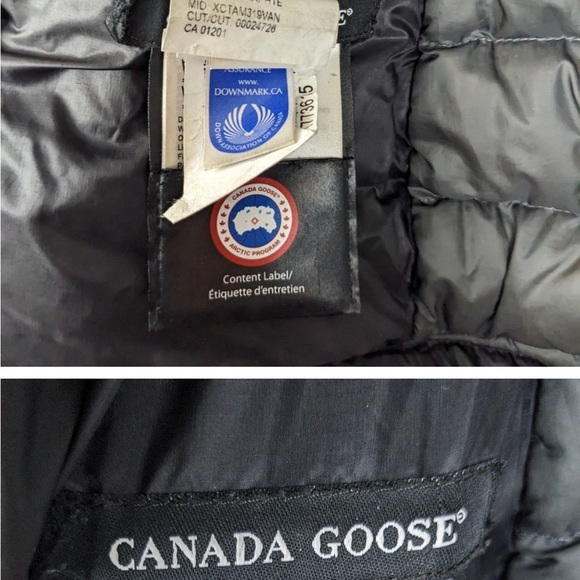 MID: XCTAM319VAN
CUT/CUT: 00024728
CA 01201
ASSURANCE
www.
DOWNMARK.CA
DOWN ASSOCIATION OF CANADA
CANADA GOOSE®
ARCTIC PROGRAM
Content Label/
Étiquette d'entretien
CANADA GOOSE®